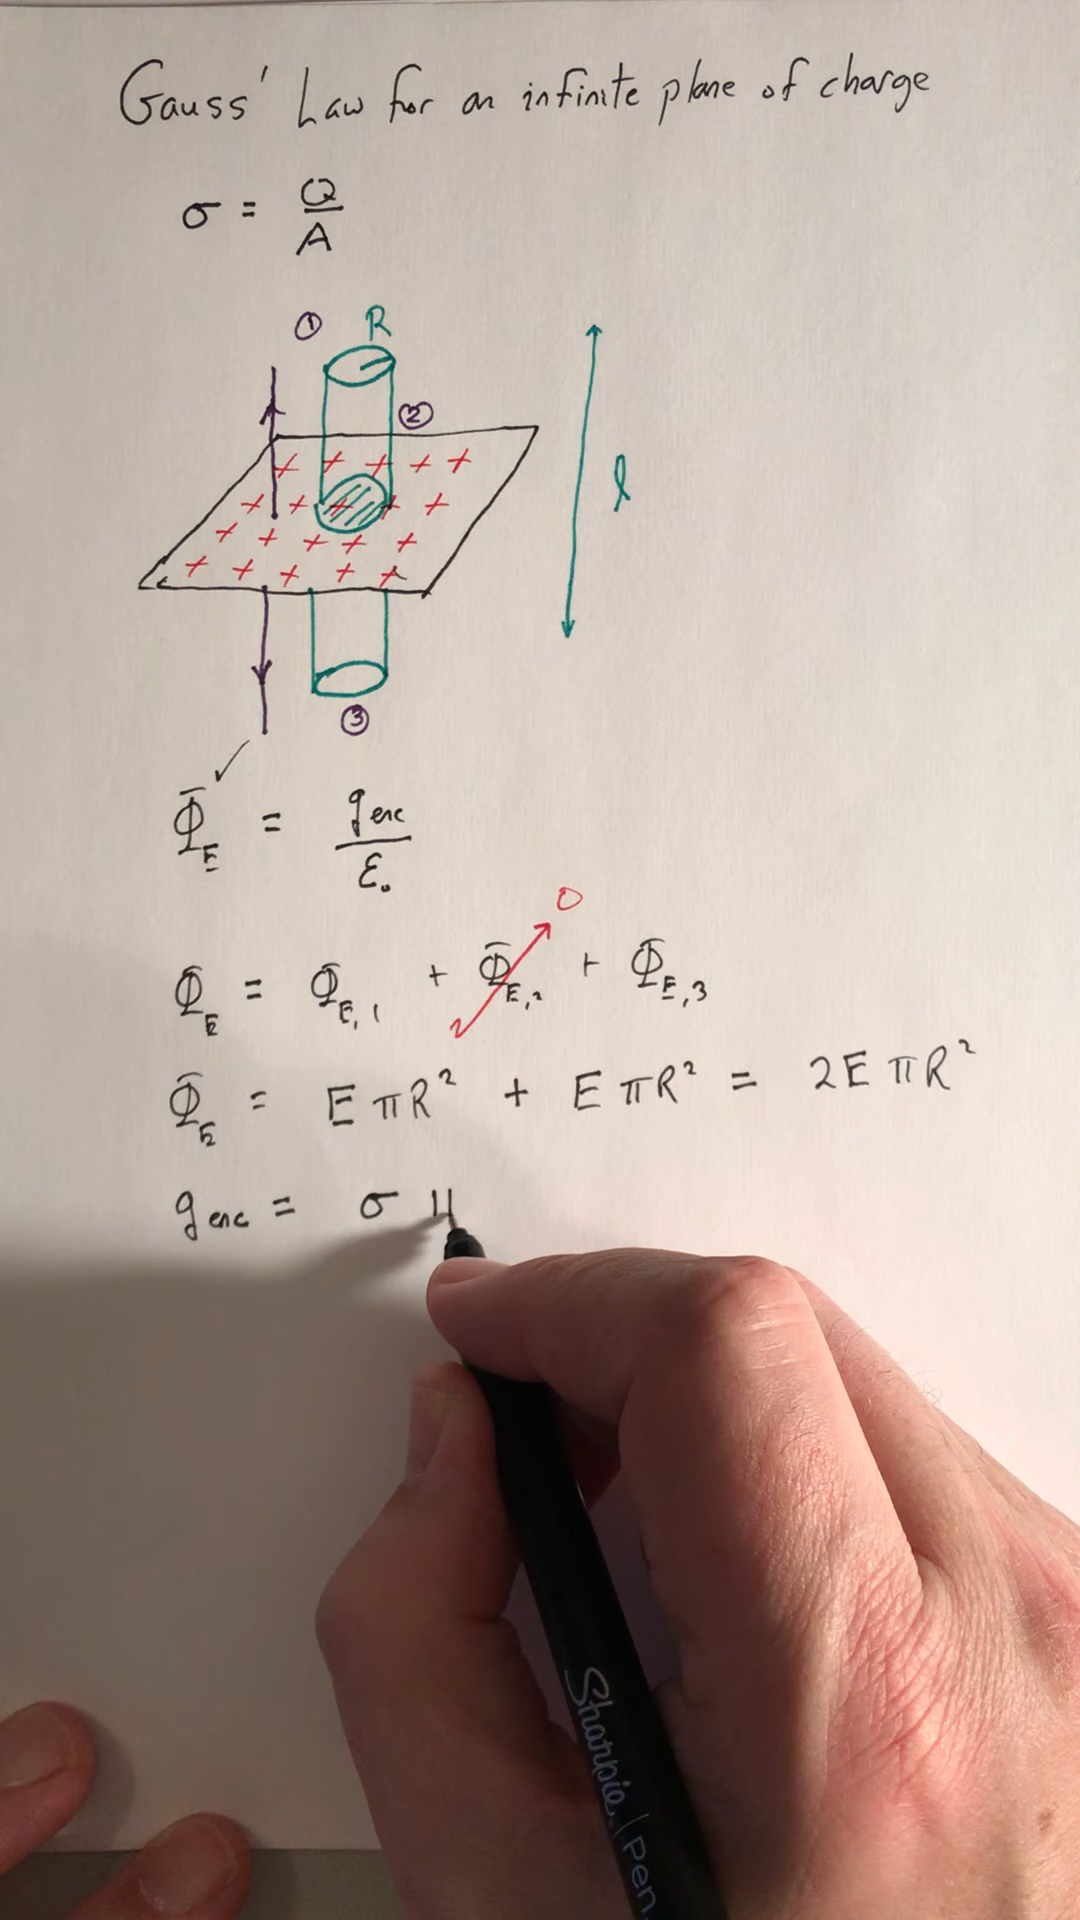 Gauss' Law for an infinite plane of charge
σ = Q/A
① R
②
l
③
✓
Φ_E = q_enc/ε₀
0
Φ_E = Φ_E,1 + Φ_E,2 + Φ_E,3
Φ_E = EπR² + EπR² = 2EπR²
q_enc = σ
Sharpie | Pen